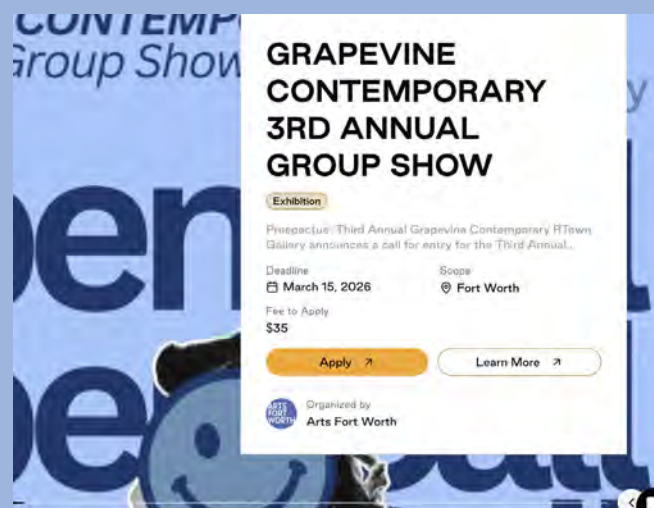 CONTEMP
Group Show
GRAPEVINE
CONTEMPORARY
3RD ANNUAL
GROUP SHOW
Exhibition
Prospectus: Third Annual Grapevine Contemporary RTown
Gallery announces a call for entry for the Third Annual...
Deadline
Scope
March 15, 2026
Fort Worth
Fee to Apply
$35
Apply
Learn More
ARTS
FORT
WORTH
Organized by
Arts Fort Worth
pen
call